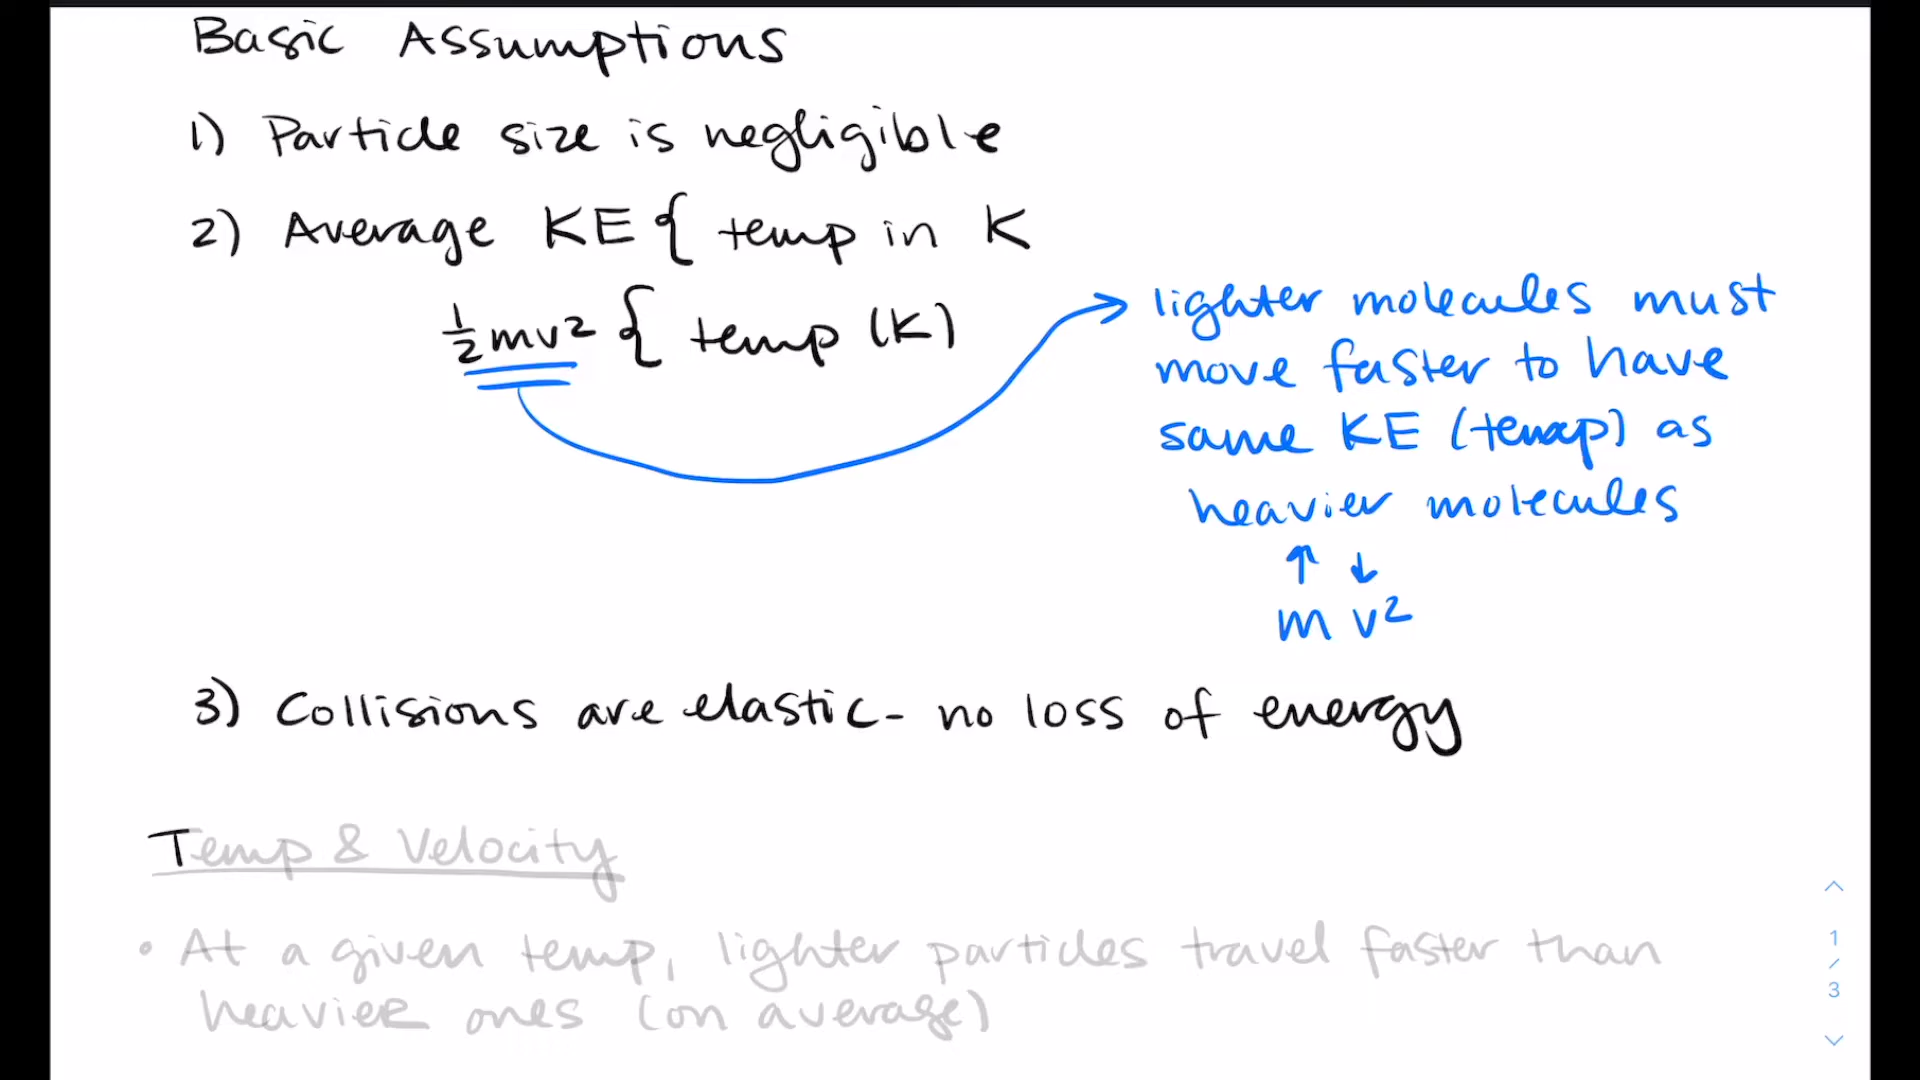 Basic Assumptions
1) Particle size is negligible
2) Average KE { temp in K
½mv² { temp (K)
lighter molecules must
move faster to have
same KE (temp) as
heavier molecules
↑ ↓
m v²
3) Collisions are elastic - no loss of energy
Temp & Velocity
• At a given temp, lighter particles travel faster than
heavier ones (on average)
1
/
3